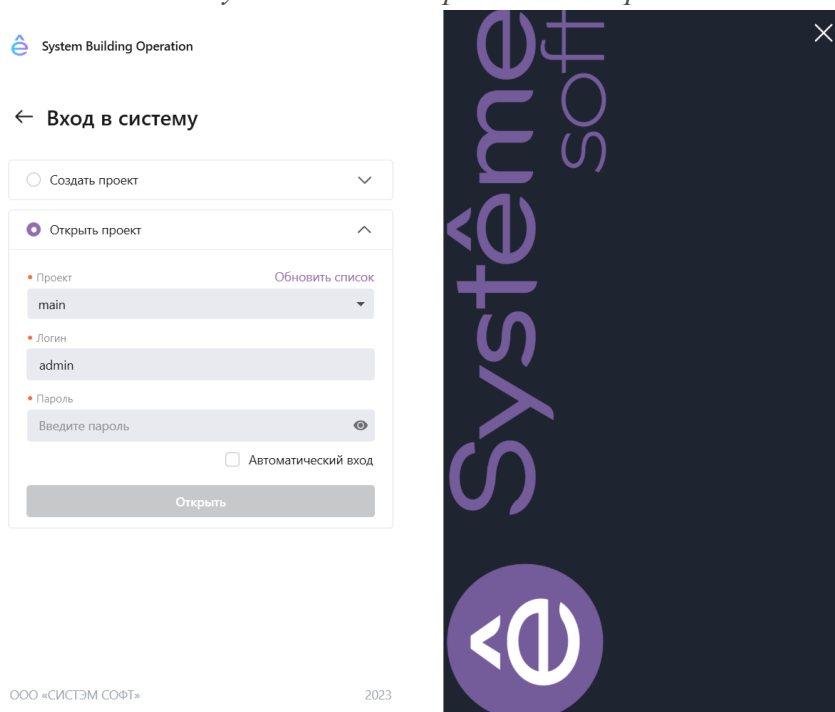 System Building Operation
← Вход в систему
Создать проект
Открыть проект
• Проект
Обновить список
main
• Логин
admin
• Пароль
Введите пароль
Автоматический вход
Открыть
ООО «СИСТЭМ СОФТ»
2023
Systême
soft
ê